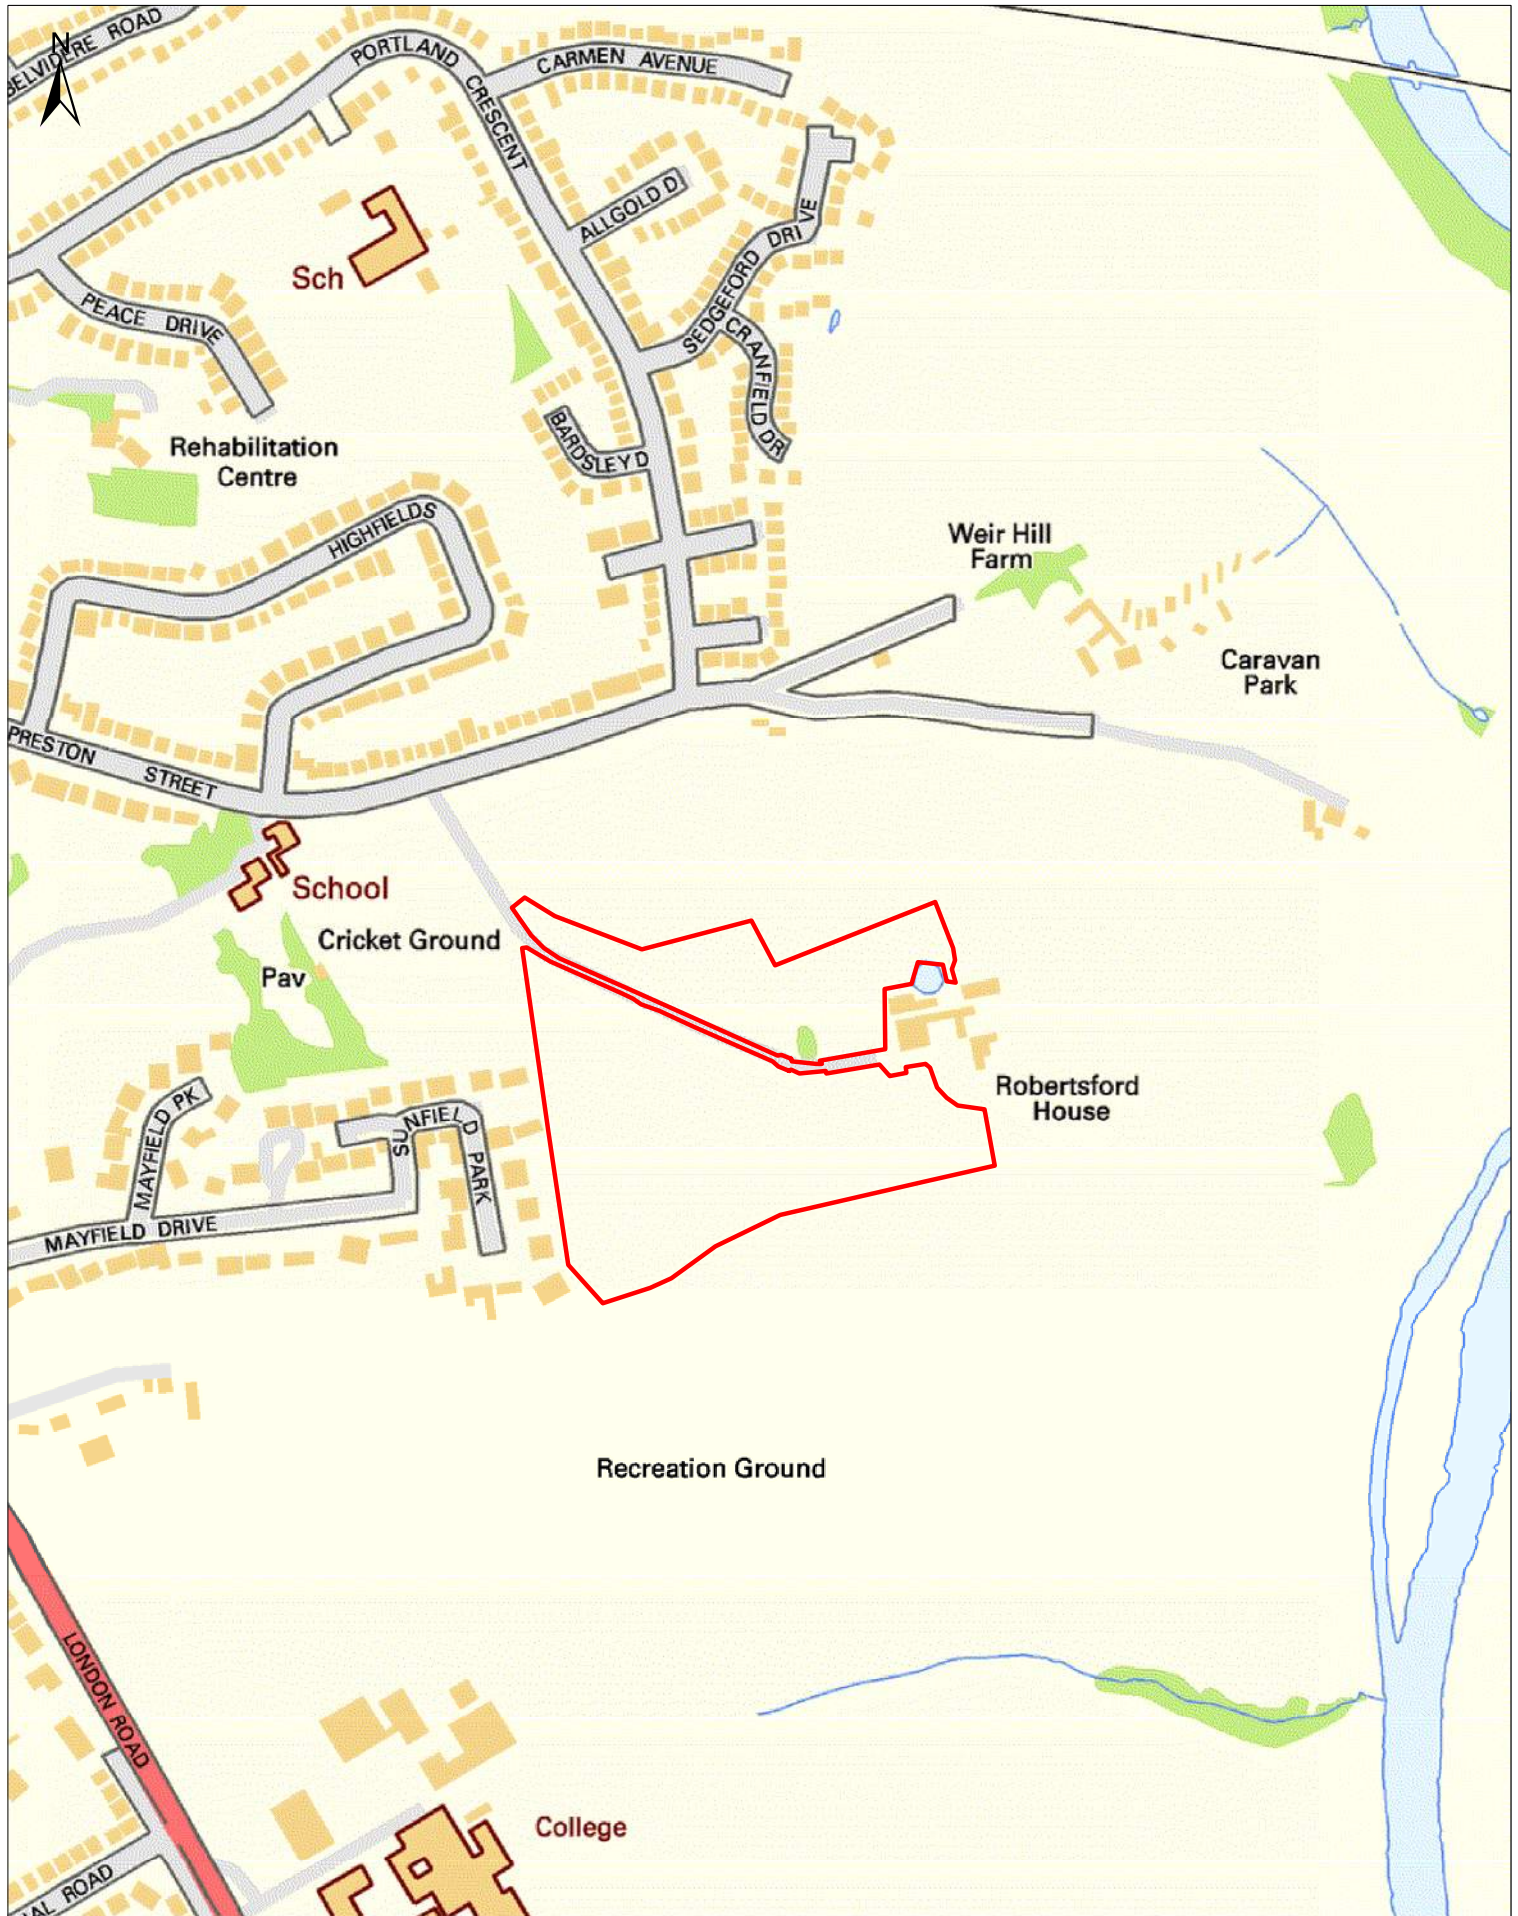 BELVIDERE ROAD
N
PORTLAND CRESCENT
CARMEN AVENUE
ALLGOLD D
SEDGEFORD DRIVE
Sch
PEACE DRIVE
CRANFIELD DR
BARDSLEY D
Rehabilitation
Centre
HIGHFIELDS
Weir Hill
Farm
Caravan
Park
PRESTON STREET
School
Cricket Ground
Pav
Robertsford
House
MAYFIELD PK
SUNFIELD PARK
MAYFIELD DRIVE
Recreation Ground
LONDON ROAD
College
IAL ROAD